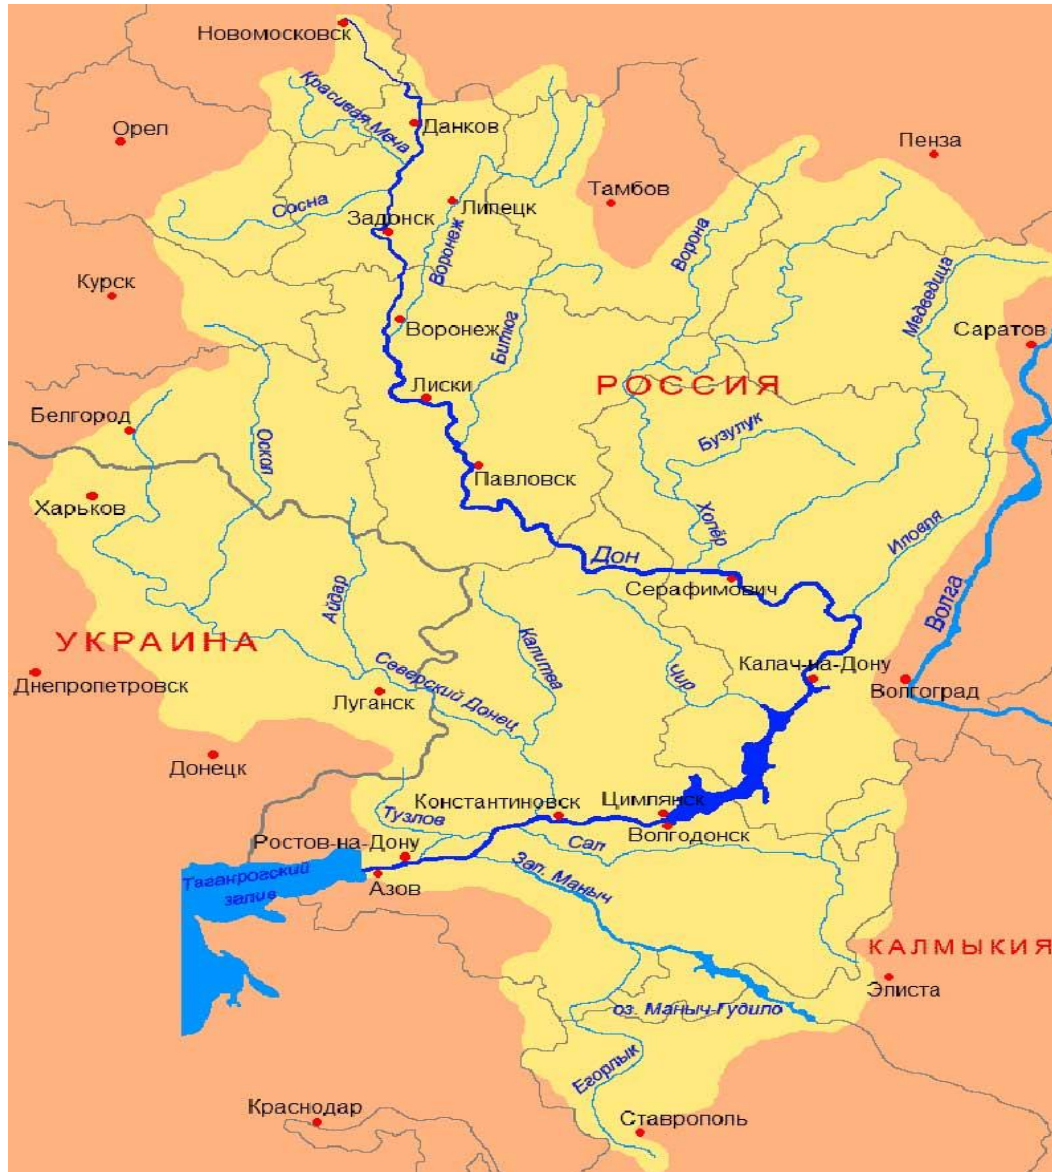 Новомосковск
Красивая Меча
Данков
Орел
Пенза
Тамбов
Сосна
Липецк
Задонск
Воронеж
Ворона
Медведица
Курск
Воронеж
Битюг
Саратов
Лиски
РОССИЯ
Белгород
Оскол
Бузулук
Павловск
Харьков
Хопёр
Иловля
Дон
Серафимович
Айдар
Волга
УКРАИНА
Калитва
Калач-на-Дону
Днепропетровск
Северский Донец
Чир
Волгоград
Луганск
Донецк
Константиновск
Цимлянск
Тузлов
Волгодонск
Ростов-на-Дону
Сал
Таганрогский
залив
Азов
Зап. Маныч
КАЛМЫКИЯ
Элиста
оз. Маныч-Гудило
Егорлык
Краснодар
Ставрополь